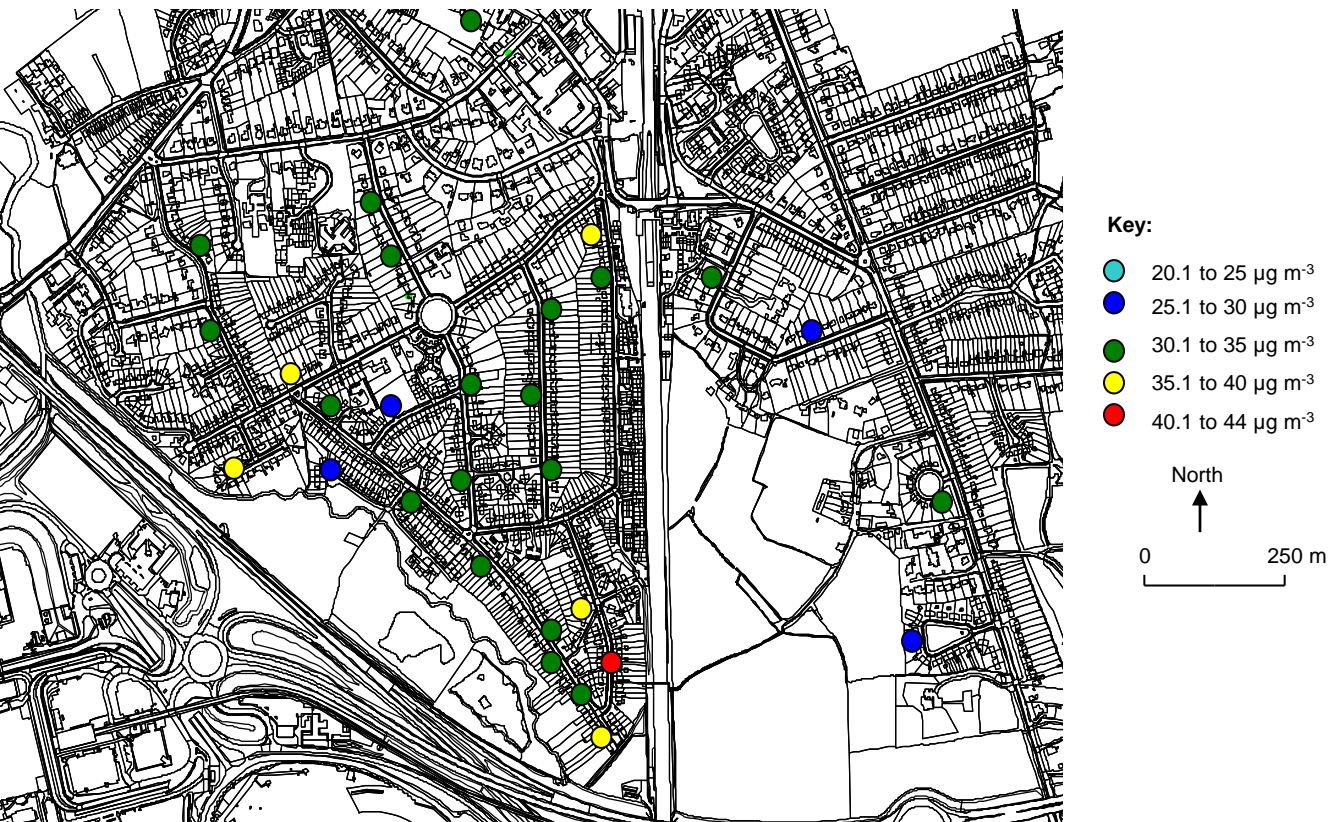 Key:
20.1 to 25 µg m⁻³
25.1 to 30 µg m⁻³
30.1 to 35 µg m⁻³
35.1 to 40 µg m⁻³
40.1 to 44 µg m⁻³
North
0 250 m